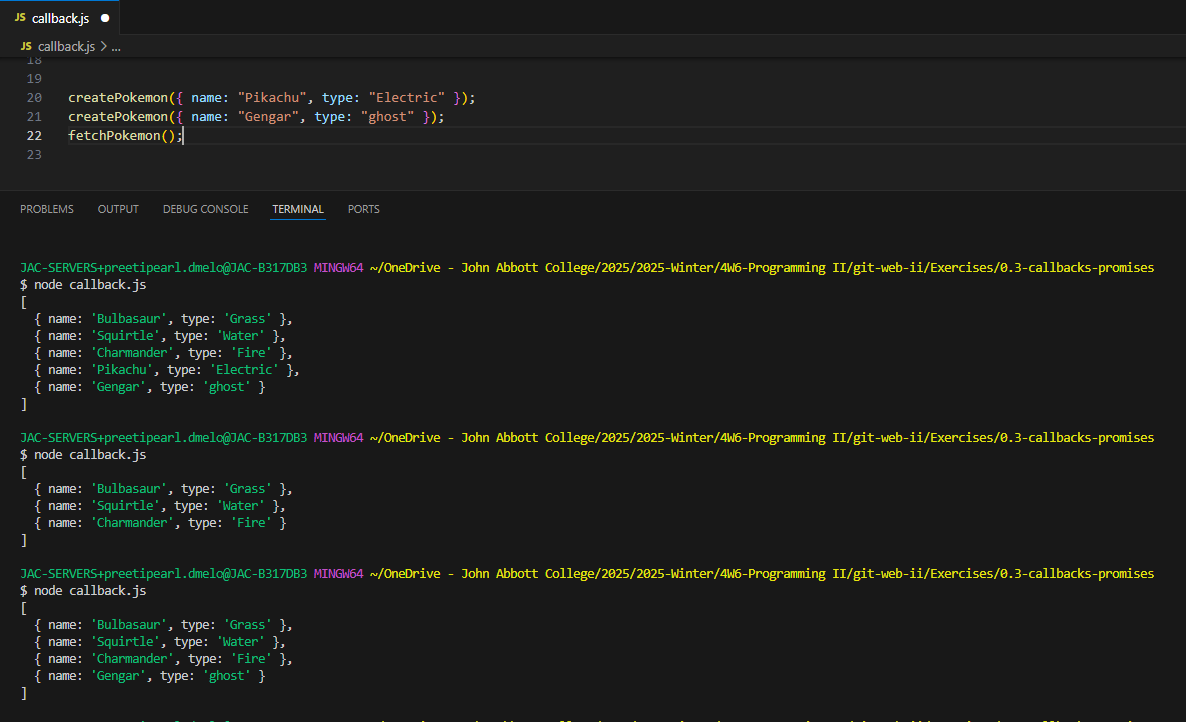 JS callback.js
JS callback.js > ...
18
19
20 createPokemon({ name: "Pikachu", type: "Electric" });
21 createPokemon({ name: "Gengar", type: "ghost" });
22 fetchPokemon();
23
PROBLEMS OUTPUT DEBUG CONSOLE TERMINAL PORTS
JAC-SERVERS+preetipearl.dmelo@JAC-B317DB3 MINGW64 ~/OneDrive - John Abbott College/2025/2025-Winter/4W6-Programming II/git-web-ii/Exercises/0.3-callbacks-promises
$ node callback.js
[
  { name: 'Bulbasaur', type: 'Grass' },
  { name: 'Squirtle', type: 'Water' },
  { name: 'Charmander', type: 'Fire' },
  { name: 'Pikachu', type: 'Electric' },
  { name: 'Gengar', type: 'ghost' }
]
JAC-SERVERS+preetipearl.dmelo@JAC-B317DB3 MINGW64 ~/OneDrive - John Abbott College/2025/2025-Winter/4W6-Programming II/git-web-ii/Exercises/0.3-callbacks-promises
$ node callback.js
[
  { name: 'Bulbasaur', type: 'Grass' },
  { name: 'Squirtle', type: 'Water' },
  { name: 'Charmander', type: 'Fire' }
]
JAC-SERVERS+preetipearl.dmelo@JAC-B317DB3 MINGW64 ~/OneDrive - John Abbott College/2025/2025-Winter/4W6-Programming II/git-web-ii/Exercises/0.3-callbacks-promises
$ node callback.js
[
  { name: 'Bulbasaur', type: 'Grass' },
  { name: 'Squirtle', type: 'Water' },
  { name: 'Charmander', type: 'Fire' },
  { name: 'Gengar', type: 'ghost' }
]